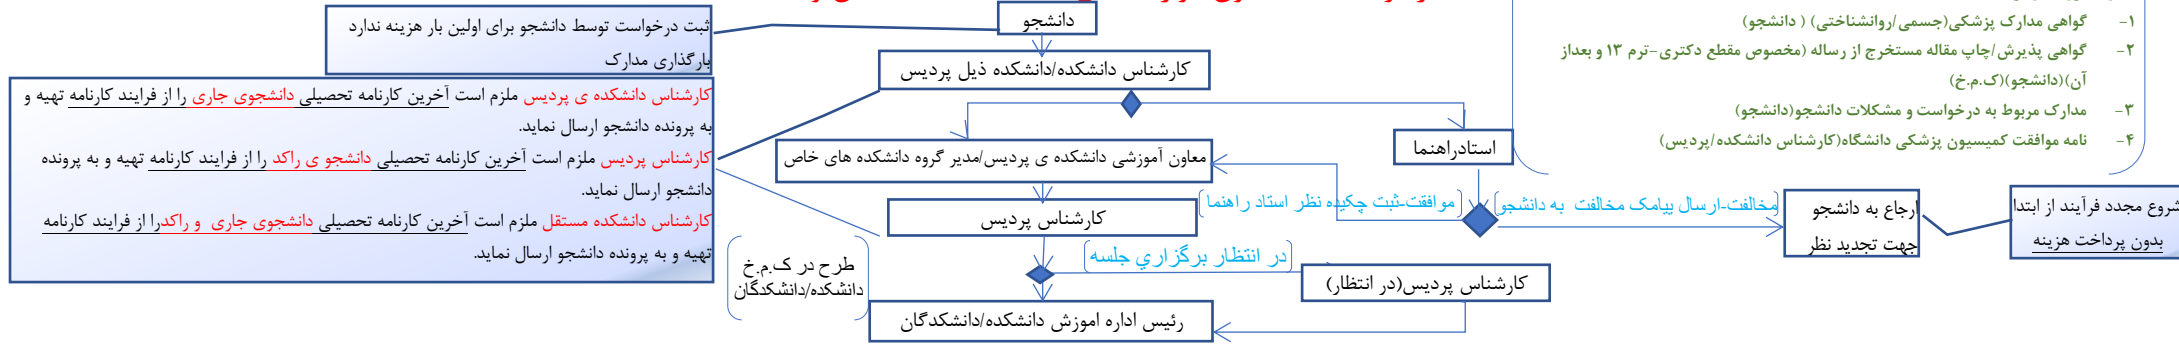 دانشجو
ثبت درخواست توسط دانشجو برای اولین بار هزینه ندارد
بارگذاری مدارک
کارشناس دانشکده/دانشکده ذیل پردیس
۱- گواهی مدارک پزشکی(جسمی/روانشناختی) ( دانشجو)
۲- گواهی پذیرش/چاپ مقاله مستخرج از رساله (مخصوص مقطع دکتری-ترم ۱۳ و بعداز
آن)(دانشجو)(ک.م.خ)
۳- مدارک مربوط به درخواست و مشکلات دانشجو(دانشجو)
۴- نامه موافقت کمیسیون پزشکی دانشگاه(کارشناس دانشکده/پردیس)
کارشناس دانشکده ی پردیس ملزم است آخرین کارنامه تحصیلی دانشجوی جاری را از فرایند کارنامه تهیه و
به پرونده دانشجو ارسال نماید.
کارشناس پردیس ملزم است آخرین کارنامه تحصیلی دانشجو ی راکد را از فرایند کارنامه تهیه و به پرونده
دانشجو ارسال نماید.
کارشناس دانشکده مستقل ملزم است آخرین کارنامه تحصیلی دانشجوی جاری و راکدرا از فرایند کارنامه
تهیه و به پرونده دانشجو ارسال نماید.
استادراهنما
معاون آموزشی دانشکده ی پردیس/مدیر گروه دانشکده های خاص
موافقت-ثبت چکیده نظر استاد راهنما
مخالفت-ارسال پیامک مخالفت به دانشجو
ارجاع به دانشجو
جهت تجدید نظر
شروع مجدد فرآیند از ابتدا
بدون پرداخت هزینه
کارشناس پردیس
در انتظار برگزاري جلسه
طرح در ک.م.خ
دانشکده/دانشکدگان
کارشناس پردیس(در انتظار)
رئیس اداره اموزش دانشکده/دانشکدگان